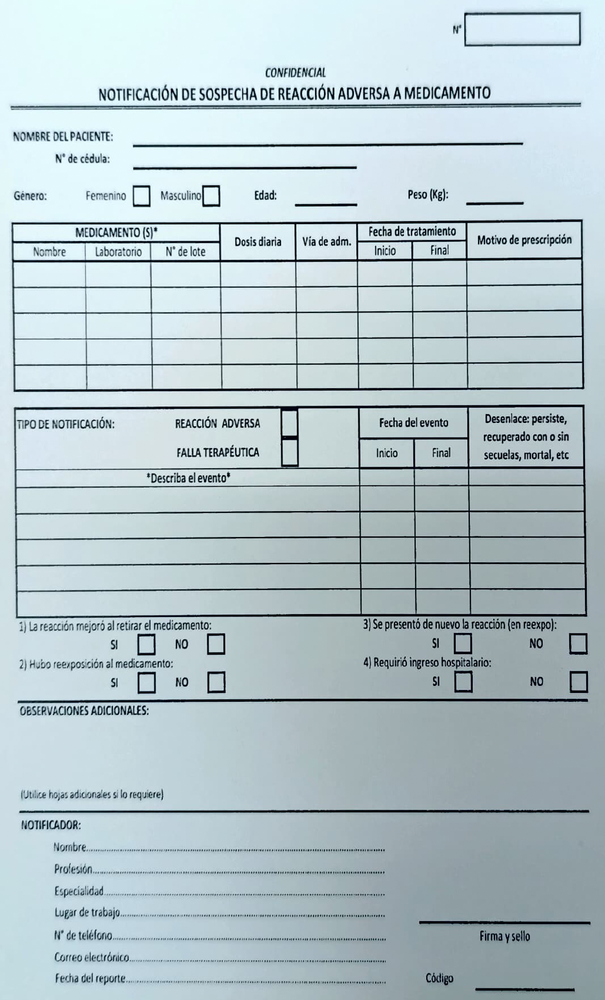 N°
CONFIDENCIAL
NOTIFICACIÓN DE SOSPECHA DE REACCIÓN ADVERSA A MEDICAMENTO
NOMBRE DEL PACIENTE:
N° de cédula:
Género: Femenino Masculino Edad: Peso (Kg):
MEDICAMENTO (S)* Dosis diaria Vía de adm. Fecha de tratamiento Motivo de prescripción
Nombre Laboratorio N° de lote Inicio Final
TIPO DE NOTIFICACIÓN: REACCIÓN ADVERSA Fecha del evento Desenlace: persiste,
recuperado con o sin
FALLA TERAPÉUTICA Inicio Final secuelas, mortal, etc
*Describa el evento*
1) La reacción mejoró al retirar el medicamento: 3) Se presentó de nuevo la reacción (en reexpo):
SI NO SI NO
2) Hubo reexposición al medicamento: 4) Requirió ingreso hospitalario:
SI NO SI NO
OBSERVACIONES ADICIONALES:
(Utilice hojas adicionales si lo requiere)
NOTIFICADOR:
Nombre
Profesión
Especialidad
Lugar de trabajo
N° de teléfono Firma y sello
Correo electrónico
Fecha del reporte Código